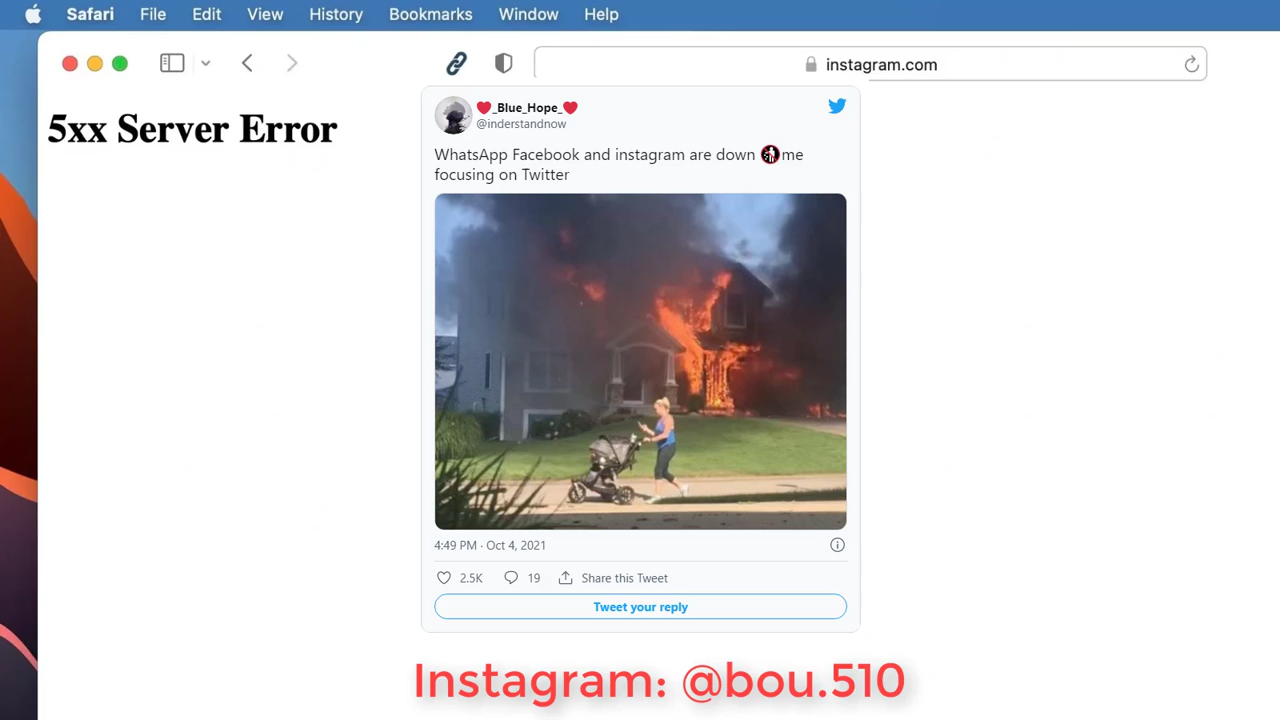 Safari File Edit View History Bookmarks Window Help
instagram.com
5xx Server Error
❤️_Blue_Hope_❤️
@inderstandnow
WhatsApp Facebook and instagram are down me
focusing on Twitter
4:49 PM · Oct 4, 2021
2.5K 19 Share this Tweet
Tweet your reply
Instagram: @bou.510